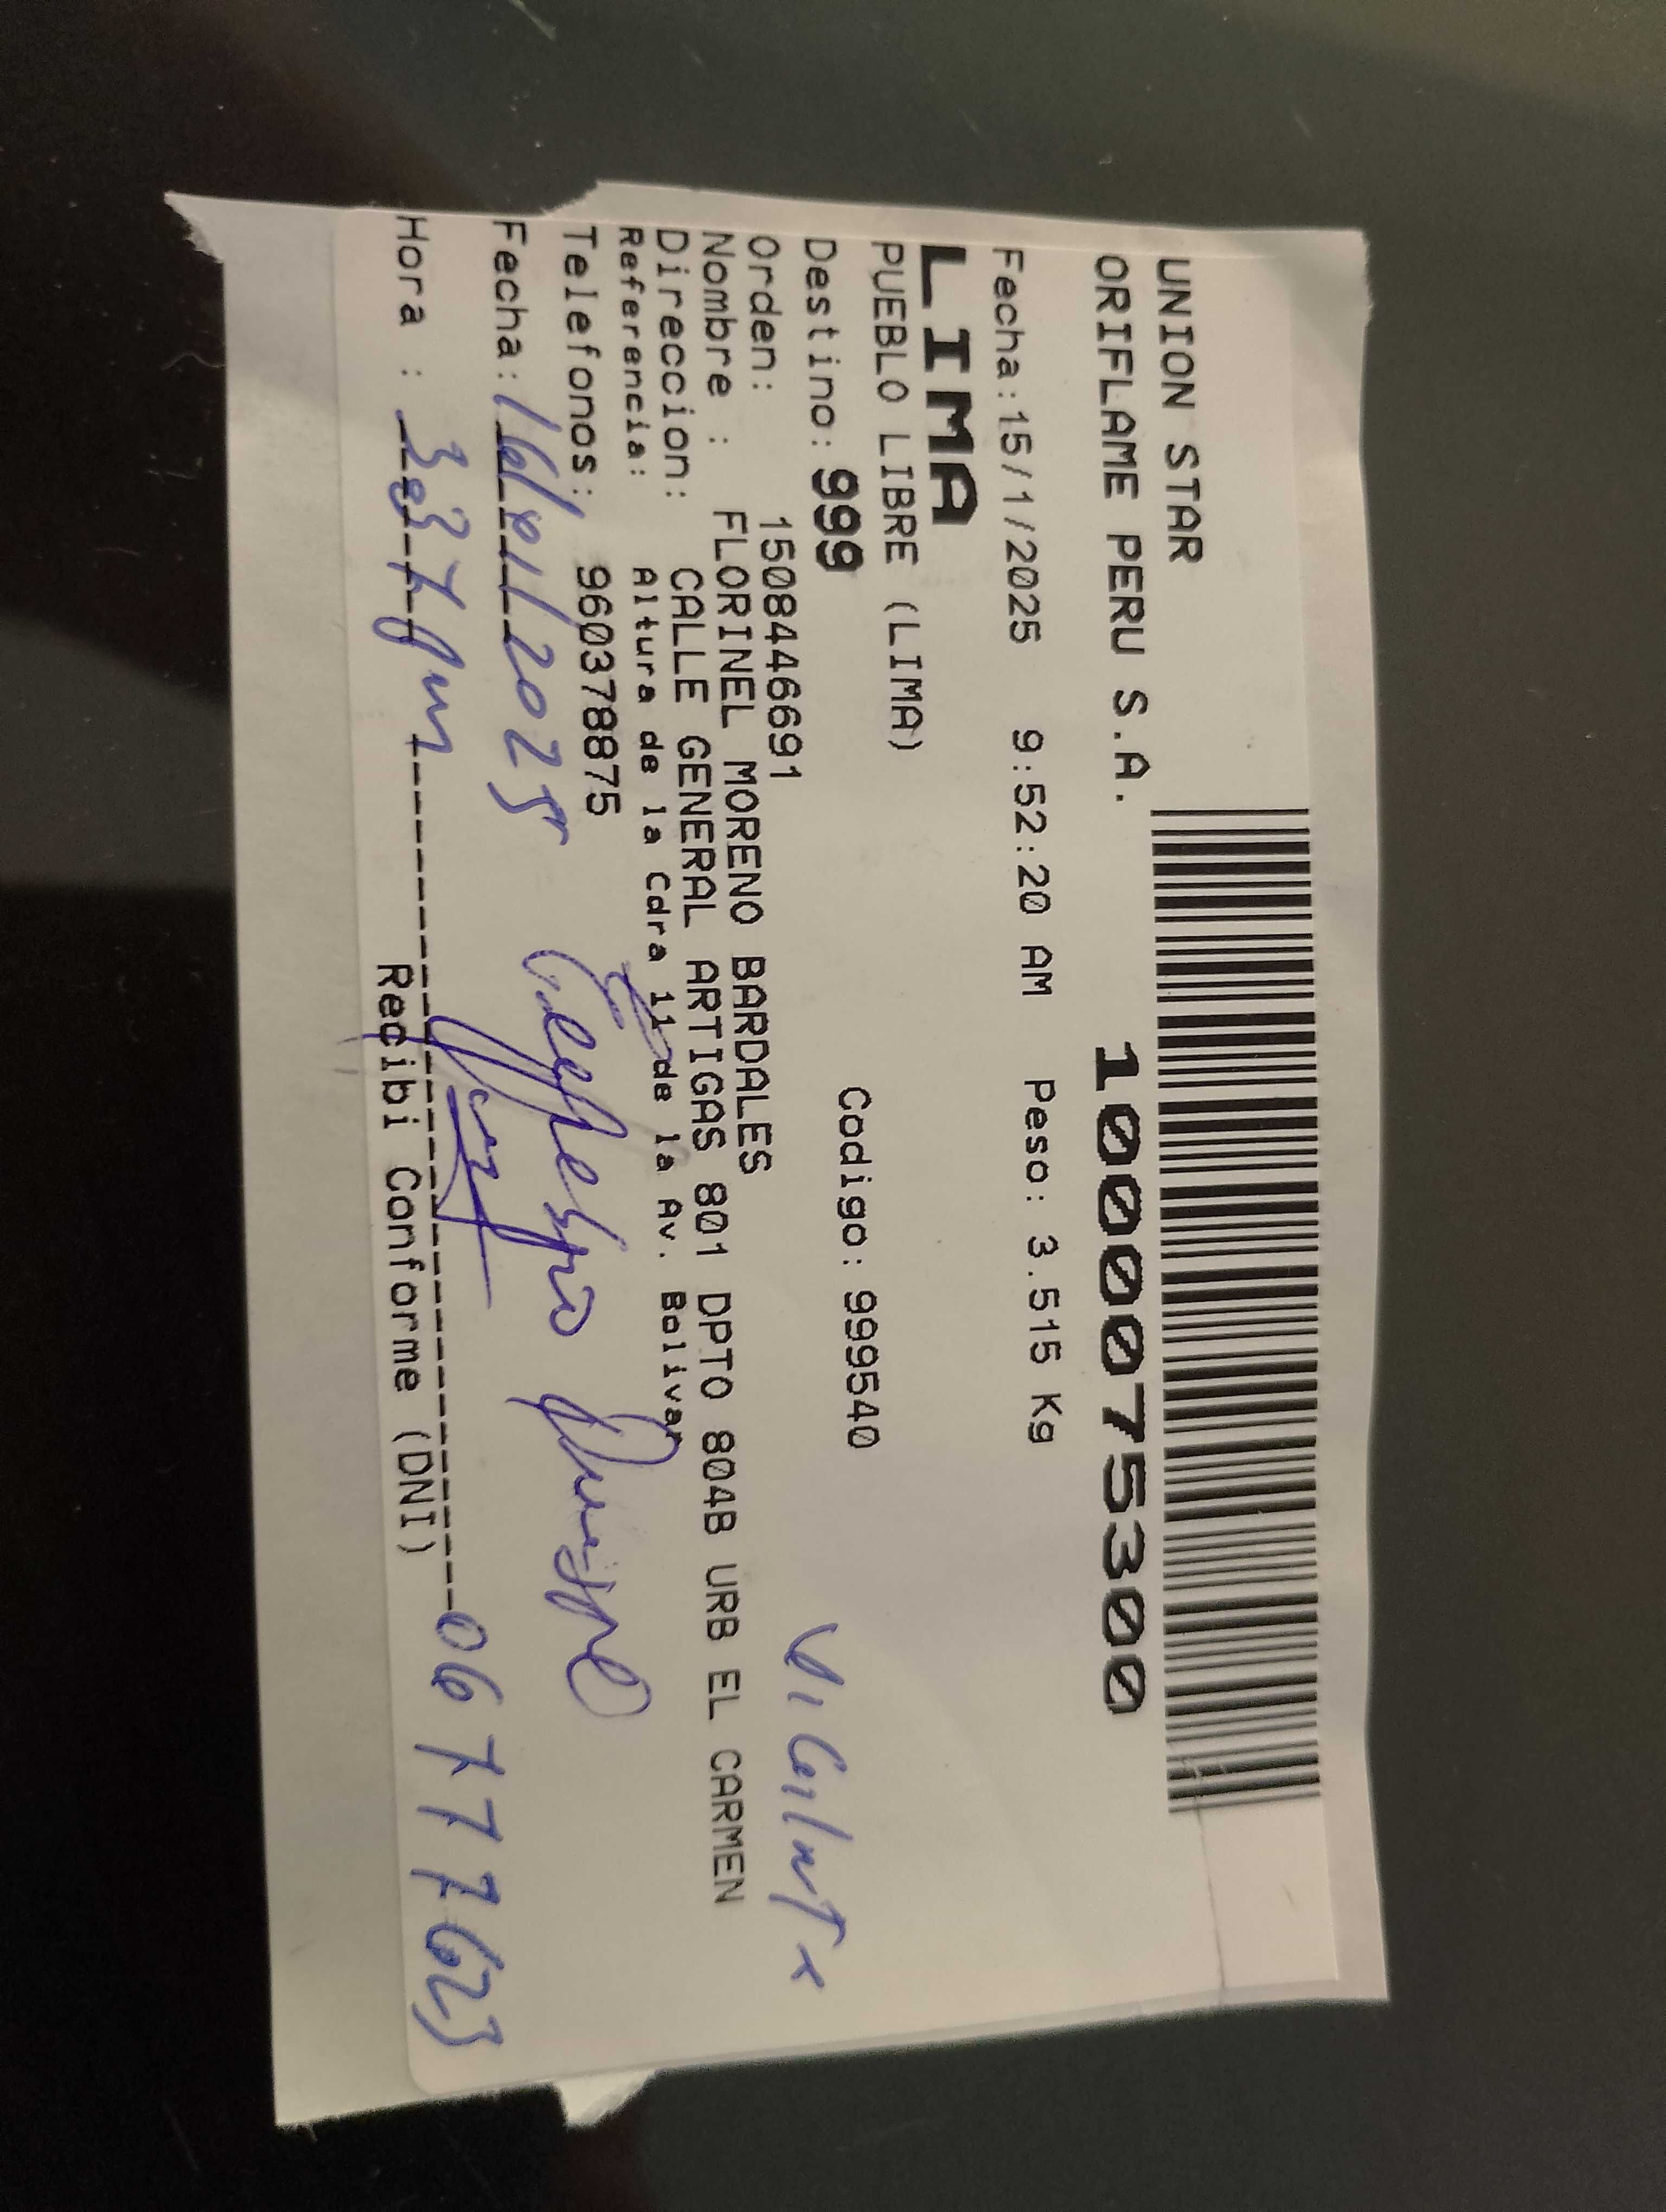 UNION STAR
ORIFLAME PERU S.A. 1000075300
Fecha:15/1/2025 9:52:20 AM Peso: 3.515 Kg
LIMA
PUEBLO LIBRE (LIMA)
Destino: 999 Codigo: 999540
Orden: 1508446691
Nombre : FLORINEL MORENO BARDALES
Direccion: CALLE GENERAL ARTIGAS 801 DPTO 804B URB EL CARMEN
Referencia: Altura de la Cdra 11 de la Av. Bolivar
Telefonos: 960378875
Fecha: 16/01/2025
Hora : 3:37 pm 06777623
Recibi Conforme (DNI)